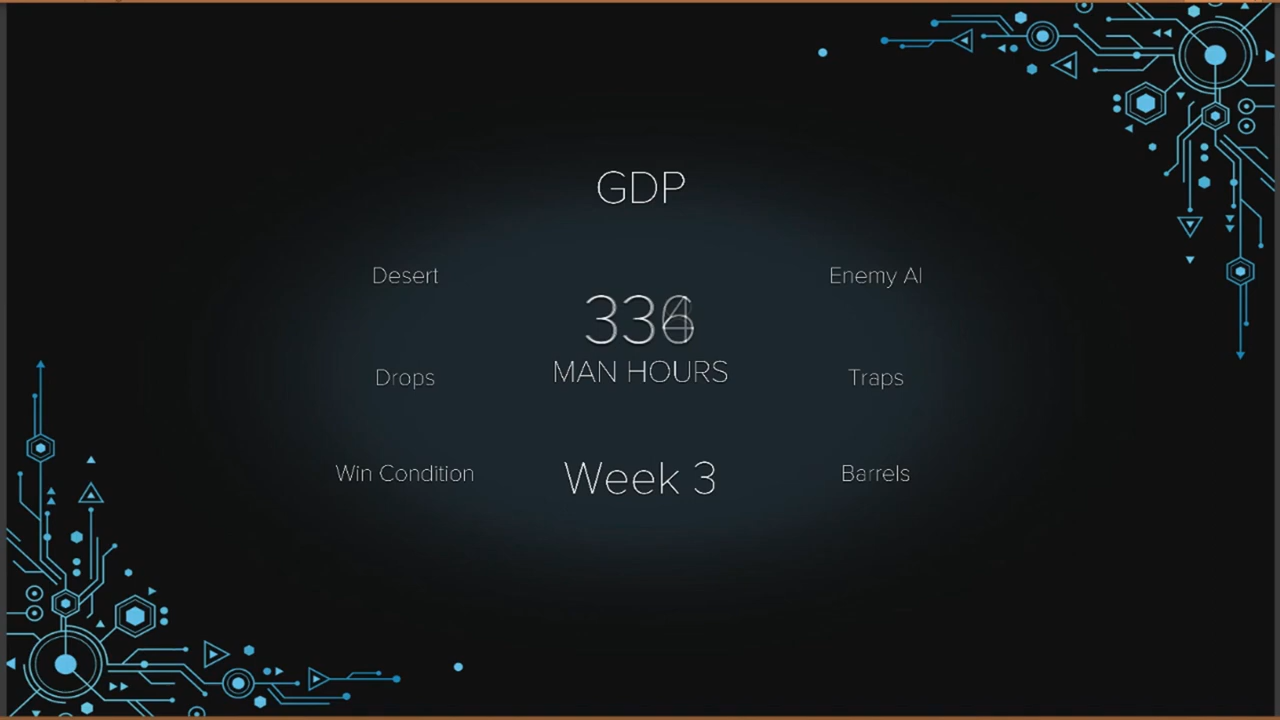 GDP
Desert
Enemy AI
MAN HOURS
Drops
Traps
Win Condition
Week 3
Barrels